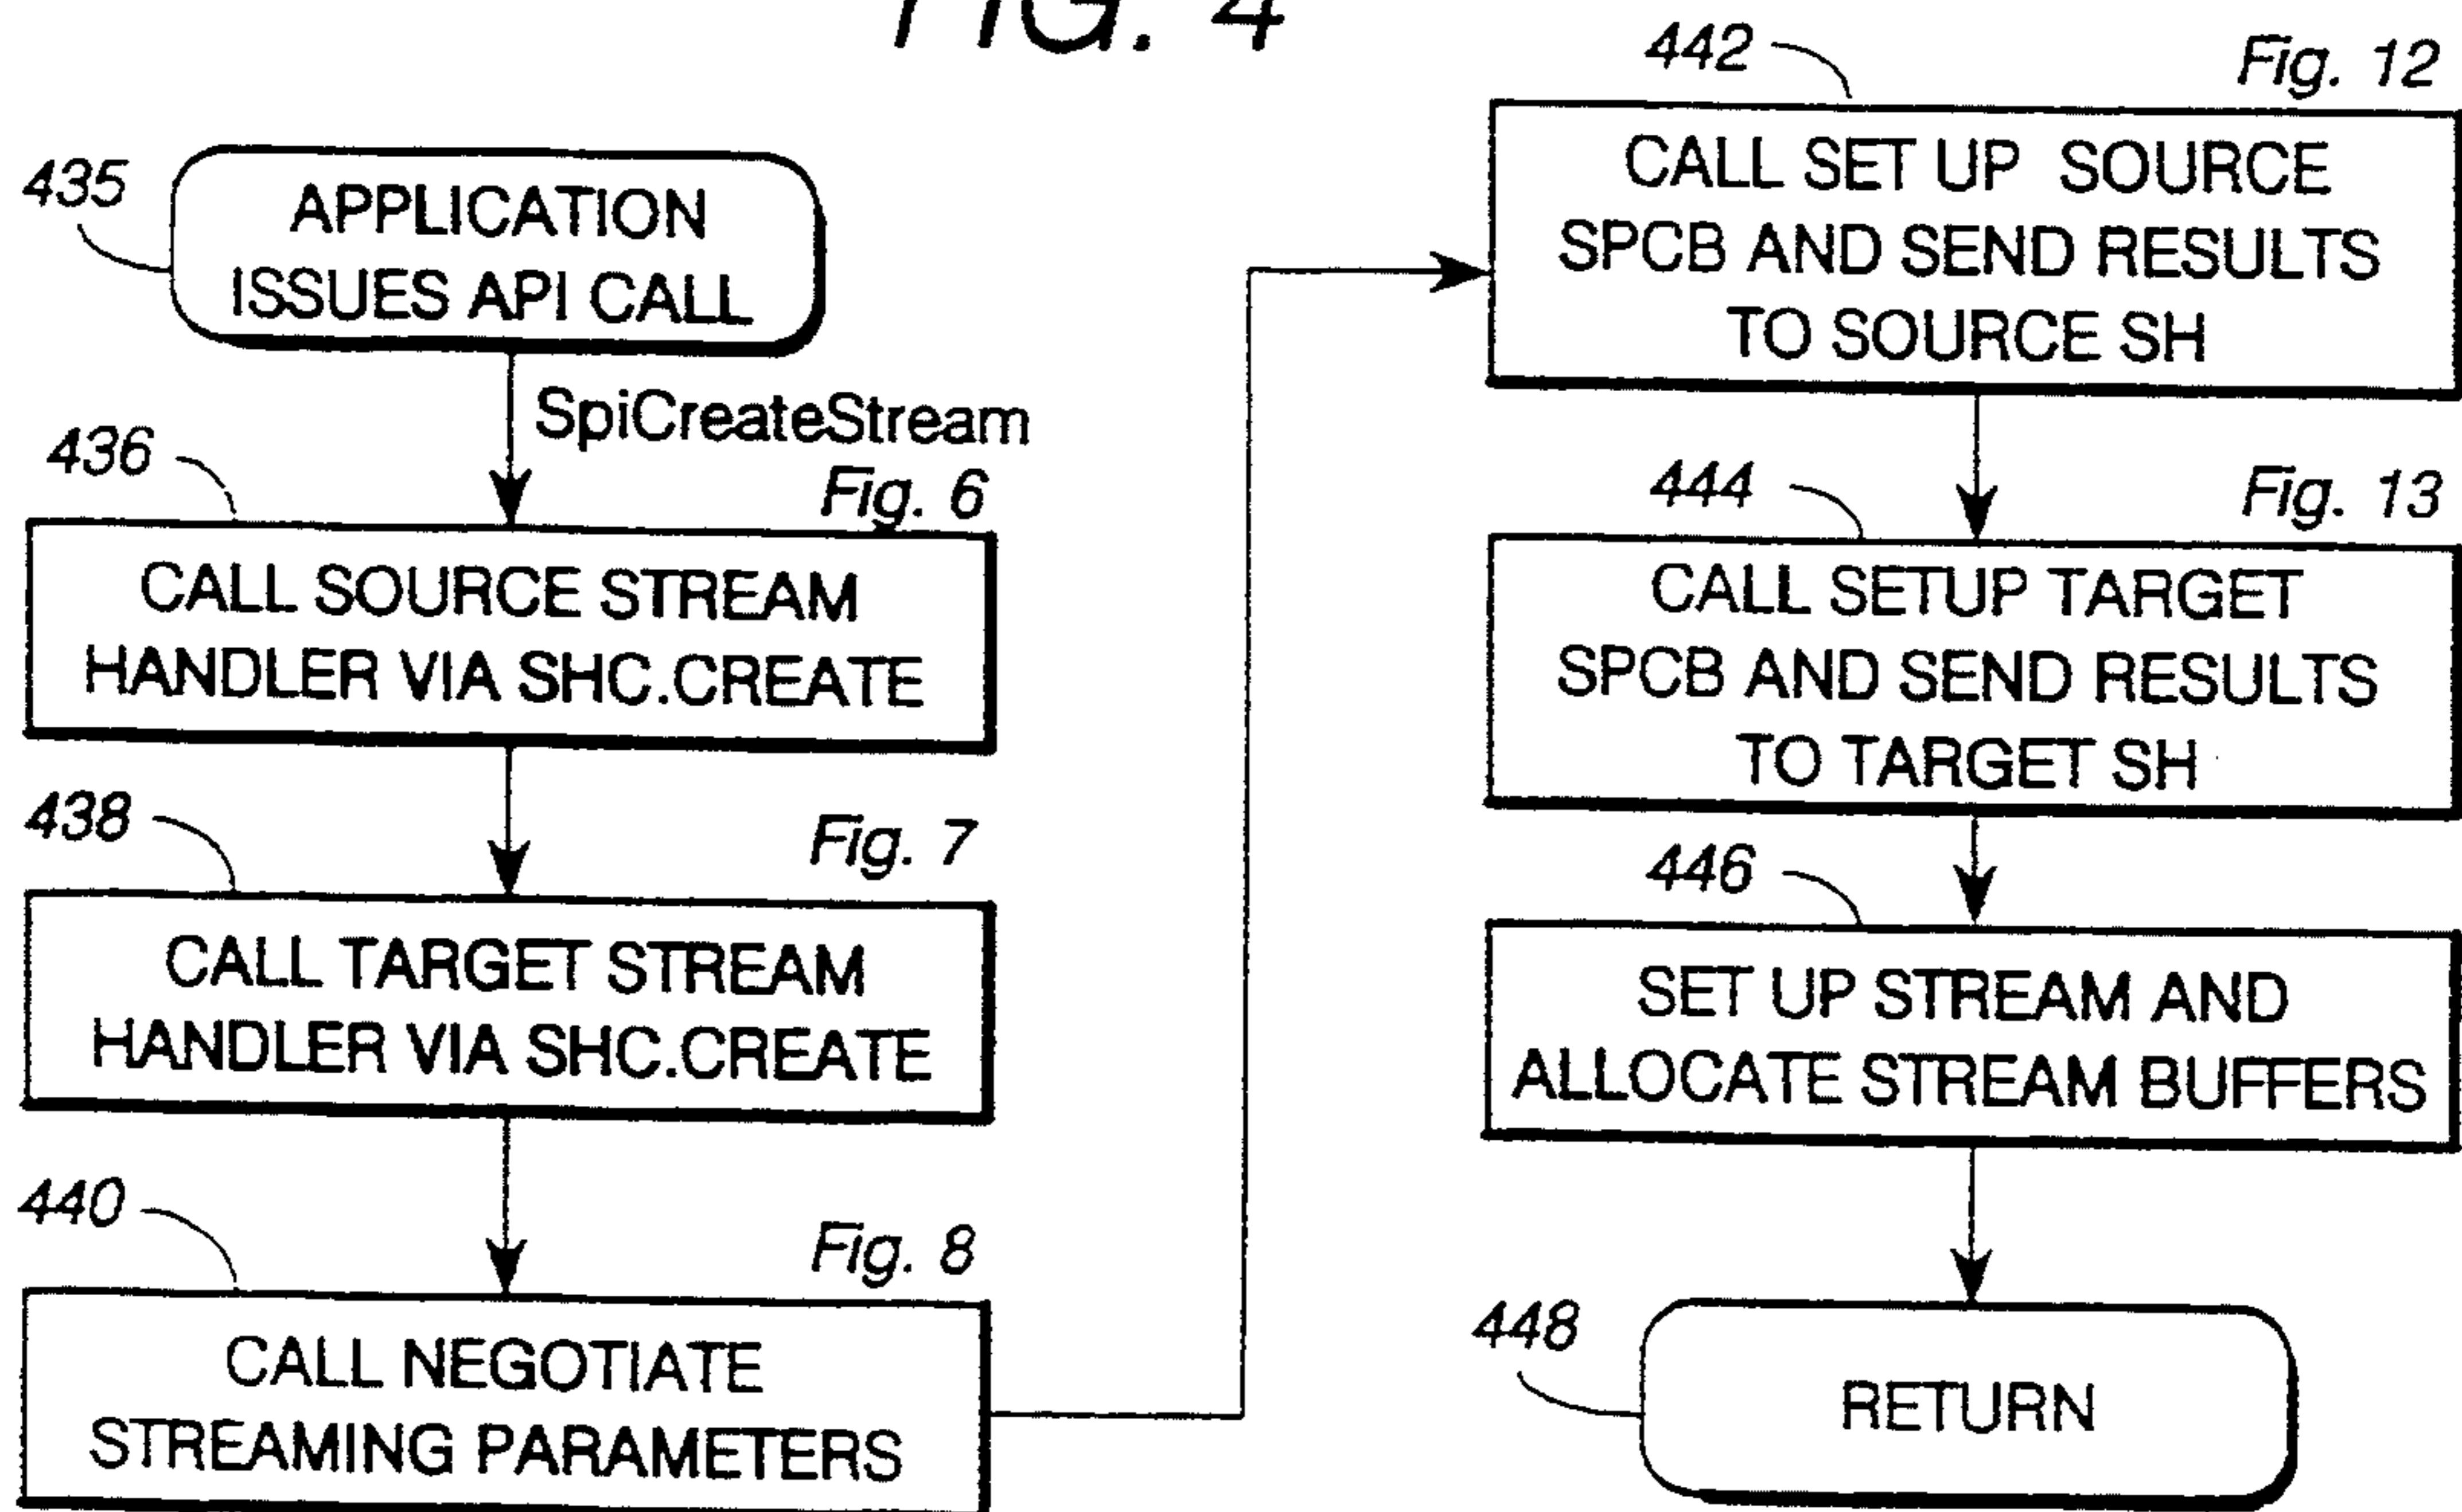 FIG. 4
435
APPLICATION
ISSUES API CALL
SpiCreateStream
436
Fig. 6
CALL SOURCE STREAM
HANDLER VIA SHC.CREATE
438
Fig. 7
CALL TARGET STREAM
HANDLER VIA SHC.CREATE
440
Fig. 8
CALL NEGOTIATE
STREAMING PARAMETERS
442
Fig. 12
CALL SET UP SOURCE
SPCB AND SEND RESULTS
TO SOURCE SH
444
Fig. 13
CALL SETUP TARGET
SPCB AND SEND RESULTS
TO TARGET SH
446
SET UP STREAM AND
ALLOCATE STREAM BUFFERS
448
RETURN